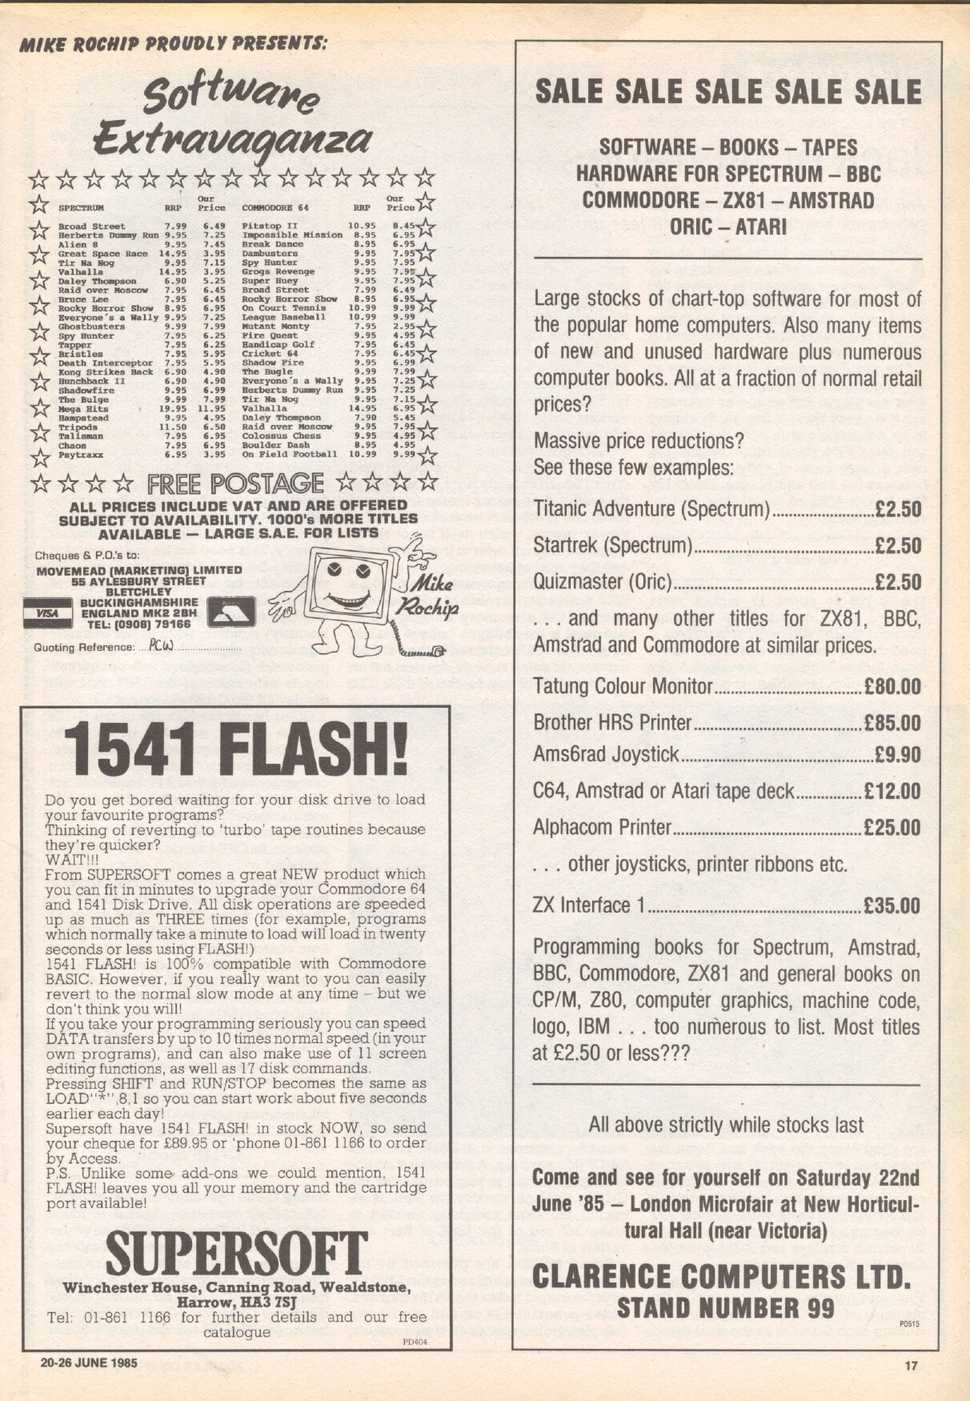 MIKE ROCHIP PROUDLY PRESENTS:
Software
Extravaganza
SPECTRUM RRP Our Price
Broad Street 7.99 6.49
Herberts Dummy Run 9.95 7.25
Alien 8 9.95 7.45
Great Space Race 14.95 3.95
Tir Na Nog 9.95 7.15
Valhalla 14.95 3.95
Daley Thompson 6.90 5.25
Raid over Moscow 7.95 6.45
Bruce Lee 7.95 6.45
Rocky Horror Show 8.95 6.95
Everyone's a Wally 9.95 7.25
Ghostbusters 9.99 7.99
Spy Hunter 7.95 6.25
Tapper 7.95 6.25
Bristles 7.95 5.95
Death Interceptor 7.95 5.95
Kong Strikes Back 6.90 4.90
Hunchback II 6.90 4.90
Shadowfire 9.95 6.99
The Bulge 9.99 7.99
Mega Hits 19.95 11.95
Hampstead 9.95 4.95
Tripods 11.50 6.50
Talisman 7.95 6.95
Chaos 7.95 6.95
Psytraxx 6.95 3.95
COMMODORE 64 RRP Our Price
Pitstop II 10.95 8.45
Impossible Mission 8.95 6.95
Break Dance 8.95 6.95
Dambusters 9.95 7.95
Spy Hunter 9.95 7.95
Grogs Revenge 9.95 7.95
Super Huey 9.95 7.95
Broad Street 7.99 6.49
Rocky Horror Show 8.95 6.95
On Court Tennis 10.99 9.99
League Baseball 10.99 9.99
Mutant Monty 7.95 2.95
Fire Quest 9.95 4.95
Handicap Golf 7.95 6.45
Cricket 64 7.95 6.45
Shadow Fire 9.95 6.99
The Bugle 9.99 7.99
Everyone's a Wally 9.95 7.25
Herberts Dummy Run 9.95 7.25
Tir Na Nog 9.95 7.15
Valhalla 14.95 6.95
Daley Thompson 7.90 5.45
Raid over Moscow 9.95 7.95
Colossus Chess 9.95 4.95
Boulder Dash 8.95 4.95
On Field Football 10.99 9.99
FREE POSTAGE
ALL PRICES INCLUDE VAT AND ARE OFFERED
SUBJECT TO AVAILABILITY. 1000's MORE TITLES
AVAILABLE – LARGE S.A.E. FOR LISTS
Cheques & P.O.'s to:
MOVEMEAD (MARKETING) LIMITED
55 AYLESBURY STREET
BLETCHLEY
BUCKINGHAMSHIRE
ENGLAND MK2 2BH
TEL: (0908) 79166
VISA
Quoting Reference: ...PCW...
Mike
Rochip
1541 FLASH!
Do you get bored waiting for your disk drive to load
your favourite programs?
Thinking of reverting to 'turbo' tape routines because
they're quicker?
WAIT!!!
From SUPERSOFT comes a great NEW product which
you can fit in minutes to upgrade your Commodore 64
and 1541 Disk Drive. All disk operations are speeded
up as much as THREE times (for example, programs
which normally take a minute to load will load in twenty
seconds or less using FLASH!)
1541 FLASH! is 100% compatible with Commodore
BASIC. However, if you really want to you can easily
revert to the normal slow mode at any time – but we
don't think you will!
If you take your programming seriously you can speed
DATA transfers by up to 10 times normal speed (in your
own programs), and can also make use of 11 screen
editing functions, as well as 17 disk commands.
Pressing SHIFT and RUN/STOP becomes the same as
LOAD"*",8,1 so you can start work about five seconds
earlier each day!
Supersoft have 1541 FLASH! in stock NOW, so send
your cheque for £89.95 or 'phone 01-861 1166 to order
by Access.
P.S. Unlike some add-ons we could mention, 1541
FLASH! leaves you all your memory and the cartridge
port available!
SUPERSOFT
Winchester House, Canning Road, Wealdstone,
Harrow, HA3 7SJ
Tel: 01-861 1166 for further details and our free
catalogue
PD404
SALE SALE SALE SALE SALE
SOFTWARE – BOOKS – TAPES
HARDWARE FOR SPECTRUM – BBC
COMMODORE – ZX81 – AMSTRAD
ORIC – ATARI
Large stocks of chart-top software for most of
the popular home computers. Also many items
of new and unused hardware plus numerous
computer books. All at a fraction of normal retail
prices?
Massive price reductions?
See these few examples:
Titanic Adventure (Spectrum)......................£2.50
Startrek (Spectrum)......................£2.50
Quizmaster (Oric)......................£2.50
. . . and many other titles for ZX81, BBC,
Amstrad and Commodore at similar prices.
Tatung Colour Monitor......................£80.00
Brother HRS Printer......................£85.00
Ams6rad Joystick......................£9.90
C64, Amstrad or Atari tape deck..............£12.00
Alphacom Printer......................£25.00
. . . other joysticks, printer ribbons etc.
ZX Interface 1......................£35.00
Programming books for Spectrum, Amstrad,
BBC, Commodore, ZX81 and general books on
CP/M, Z80, computer graphics, machine code,
logo, IBM . . . too numerous to list. Most titles
at £2.50 or less???
All above strictly while stocks last
Come and see for yourself on Saturday 22nd
June '85 – London Microfair at New Horticul-
tural Hall (near Victoria)
CLARENCE COMPUTERS LTD.
STAND NUMBER 99
PD515
20-26 JUNE 1985
17